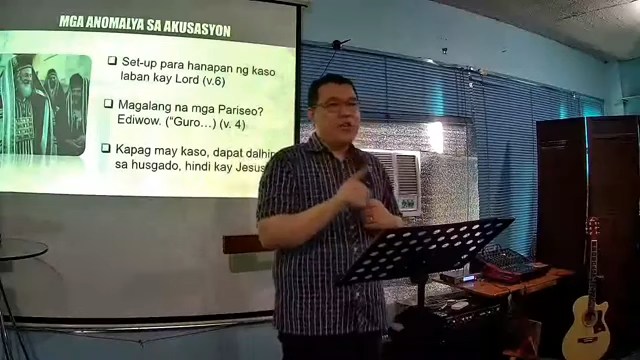 MGA ANOMALYA SA AKUSASYON
Set-up para hanapan ng kaso
laban kay Lord (v.6)
Magalang na mga Pariseo?
Ediwow. ("Guro...) (v. 4)
Kapag may kaso, dapat dalhin
sa husgado, hindi kay Jesus